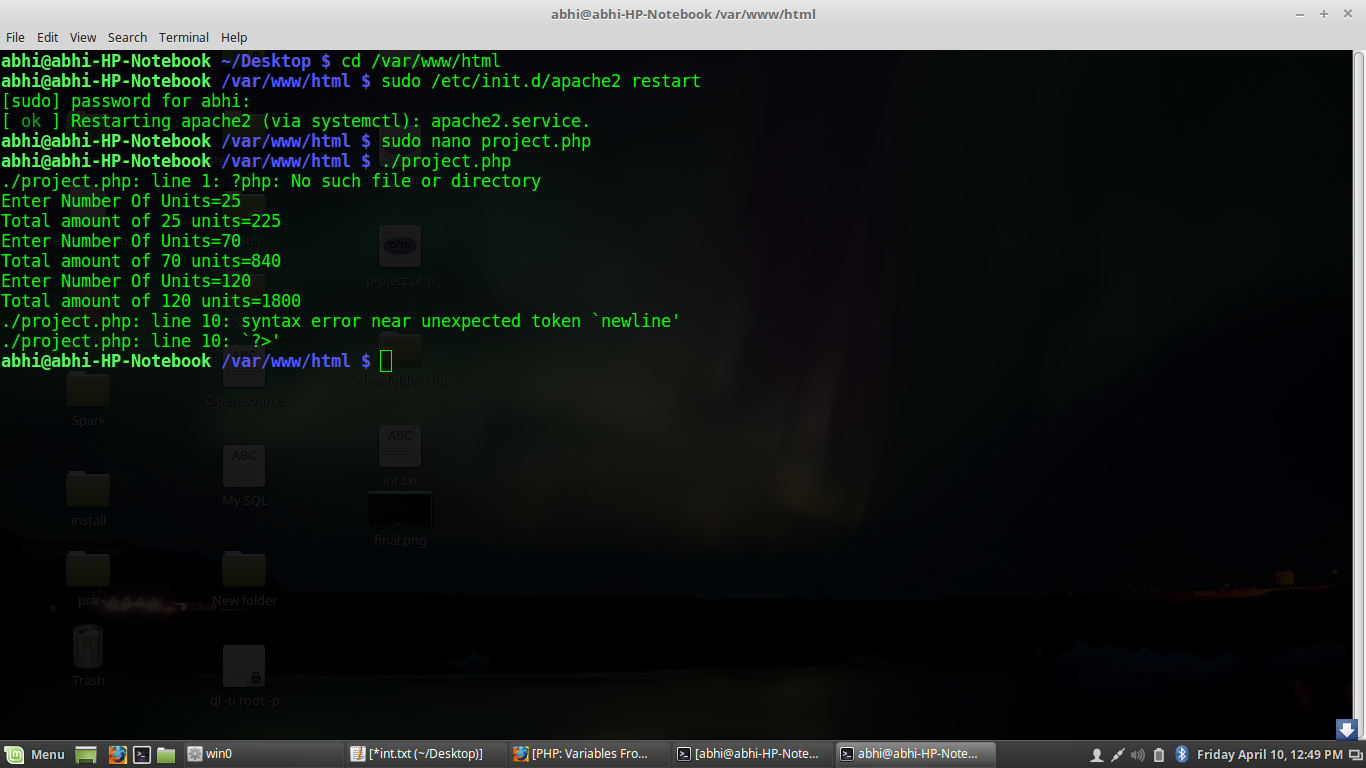 abhi@abhi-HP-Notebook /var/www/html
File Edit View Search Terminal Help
abhi@abhi-HP-Notebook ~/Desktop $ cd /var/www/html
abhi@abhi-HP-Notebook /var/www/html $ sudo /etc/init.d/apache2 restart
[sudo] password for abhi:
[ ok ] Restarting apache2 (via systemctl): apache2.service.
abhi@abhi-HP-Notebook /var/www/html $ sudo nano project.php
abhi@abhi-HP-Notebook /var/www/html $ ./project.php
./project.php: line 1: ?php: No such file or directory
Enter Number Of Units=25
Total amount of 25 units=225
Enter Number Of Units=70
Total amount of 70 units=840
Enter Number Of Units=120
Total amount of 120 units=1800
./project.php: line 10: syntax error near unexpected token `newline'
./project.php: line 10: `?>'
abhi@abhi-HP-Notebook /var/www/html $
php
project.php
New folder (10)
Open Source
Spark
ABC
ABC
My SQL
int.txt
install
final.png
pro
New folder
Trash
ql -u root -p
Menu
win0
[*int.txt (~/Desktop)]
[PHP: Variables Fro...
[abhi@abhi-HP-Note...
abhi@abhi-HP-Note...
Friday April 10, 12:49 PM